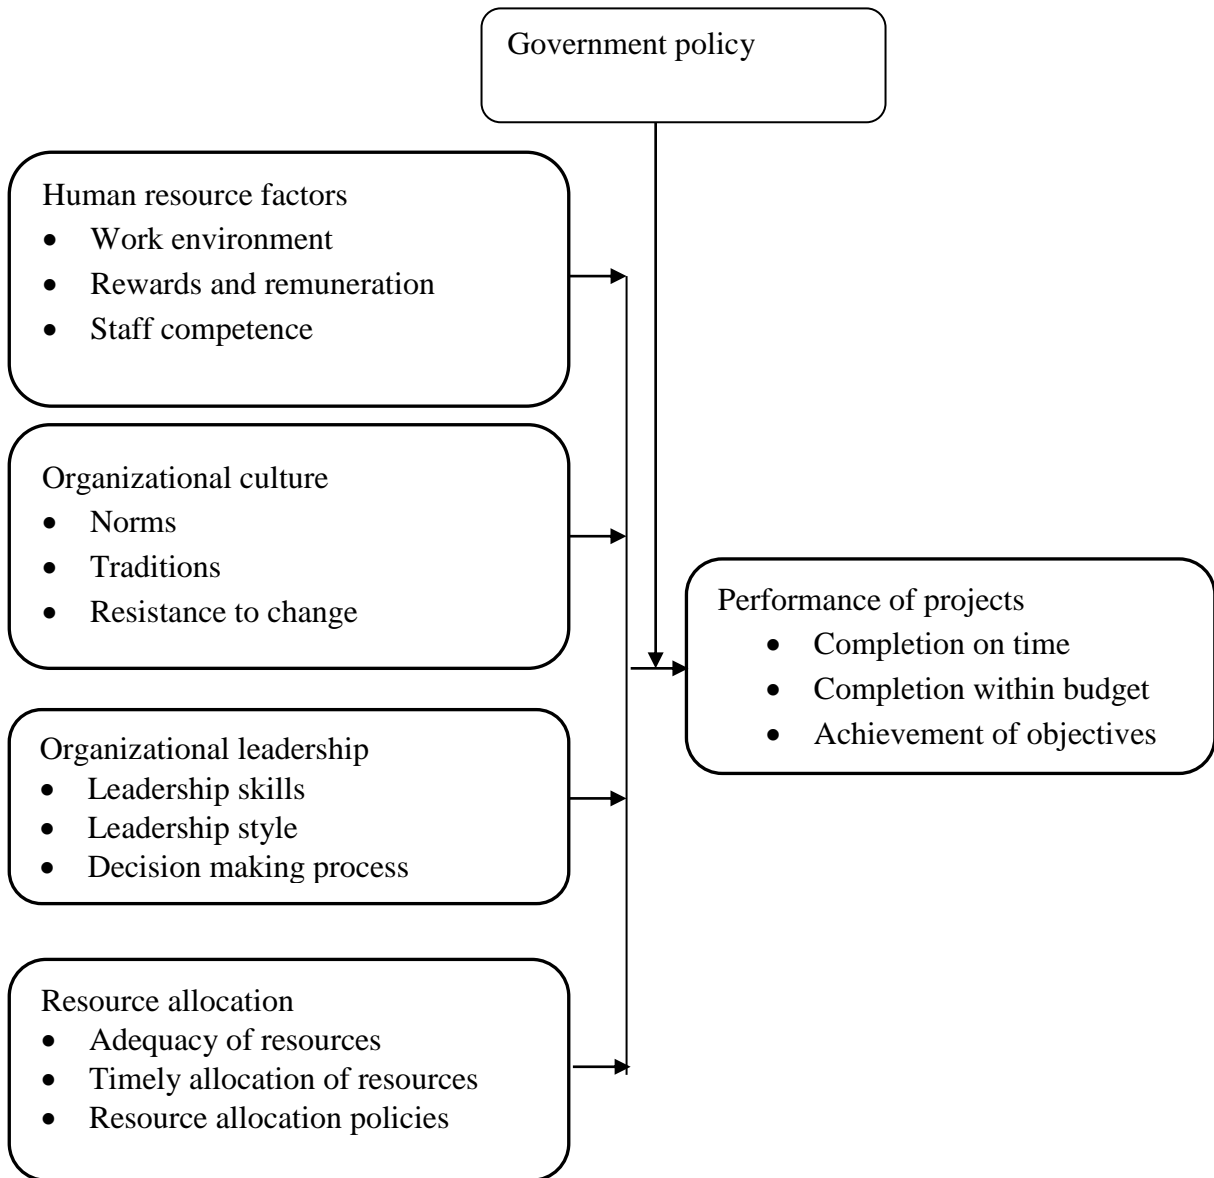 Government policy
Human resource factors
• Work environment
• Rewards and remuneration
• Staff competence
Organizational culture
• Norms
• Traditions
• Resistance to change
Performance of projects
• Completion on time
• Completion within budget
• Achievement of objectives
Organizational leadership
• Leadership skills
• Leadership style
• Decision making process
Resource allocation
• Adequacy of resources
• Timely allocation of resources
• Resource allocation policies